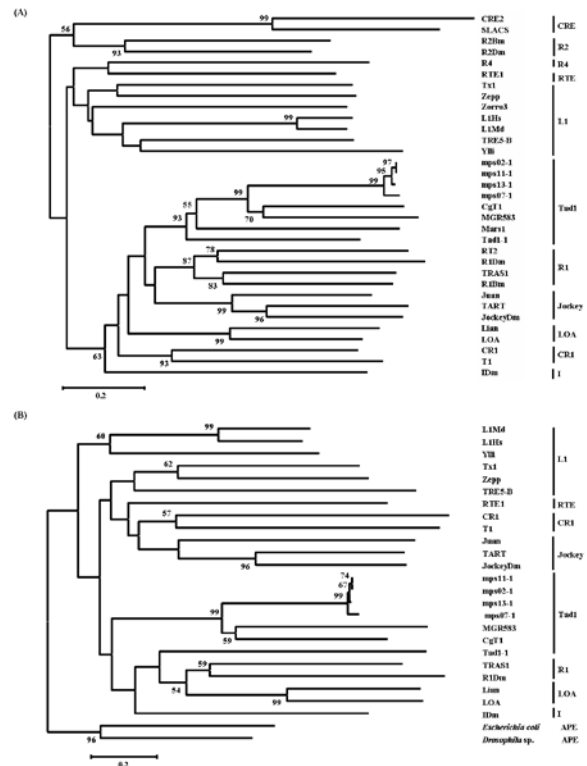 (A)
CRE2
SLACS
CRE
R2Bm
R2Dm
R2
R4
R4
RTE1
RTE
Tx1
Zepp
Zorro3
L1Hs
L1Md
TRE5-B
Ylli
L1
mps02-1
mps11-1
mps13-1
mps07-1
CgT1
MGR583
Mars1
Tad1-1
Tad1
RT2
R1Dm
TRAS1
R1Dm
R1
Juan
TART
JockeyDm
Jockey
Lian
LOA
LOA
CR1
T1
CR1
IDm
I
99
56
93
99
97
95
99
99
55
70
93
78
87
83
99
96
99
63
93
0.2
(B)
L1Md
L1Hs
Ylli
Tx1
Zepp
TRE5-B
L1
RTE1
RTE
CR1
T1
CR1
Juan
TART
JockeyDm
Jockey
mps11-1
mps02-1
mps13-1
mps07-1
MGR583
CgT1
Tad1-1
Tad1
TRAS1
R1Dm
R1
Lian
LOA
LOA
IDm
I
Escherichia coli APE
Drosophila sp. APE
99
60
62
57
96
74
67
99
99
59
59
54
99
96
0.2